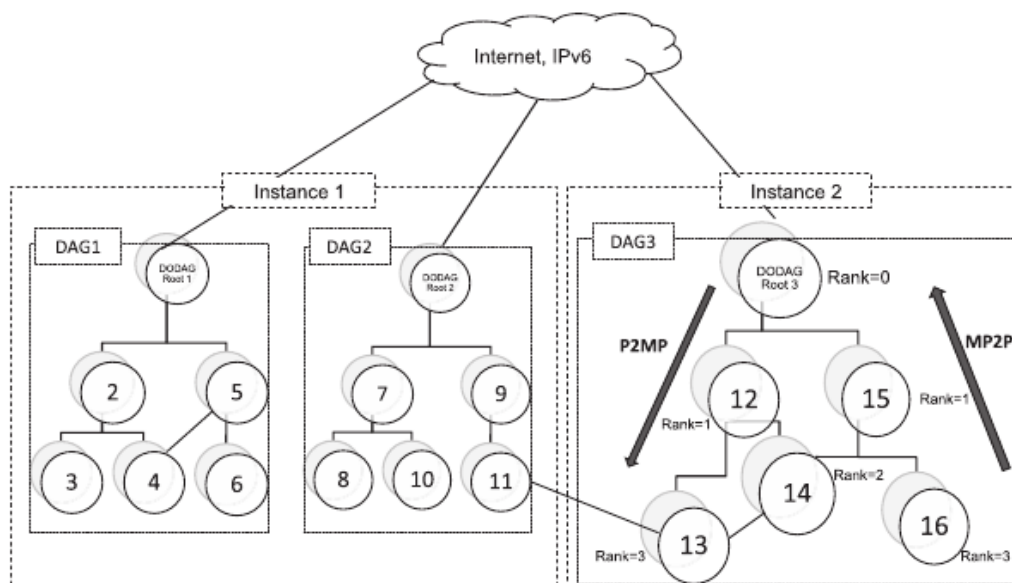 Internet, IPv6
Instance 1
Instance 2
DAG1
DAG2
DAG3
DODAG
Root 1
DODAG
Root 2
DODAG
Root 3
Rank=0
P2MP
MP2P
2
5
7
9
12
15
Rank=1
Rank=1
3
4
6
8
10
11
14
Rank=2
13
16
Rank=3
Rank=3